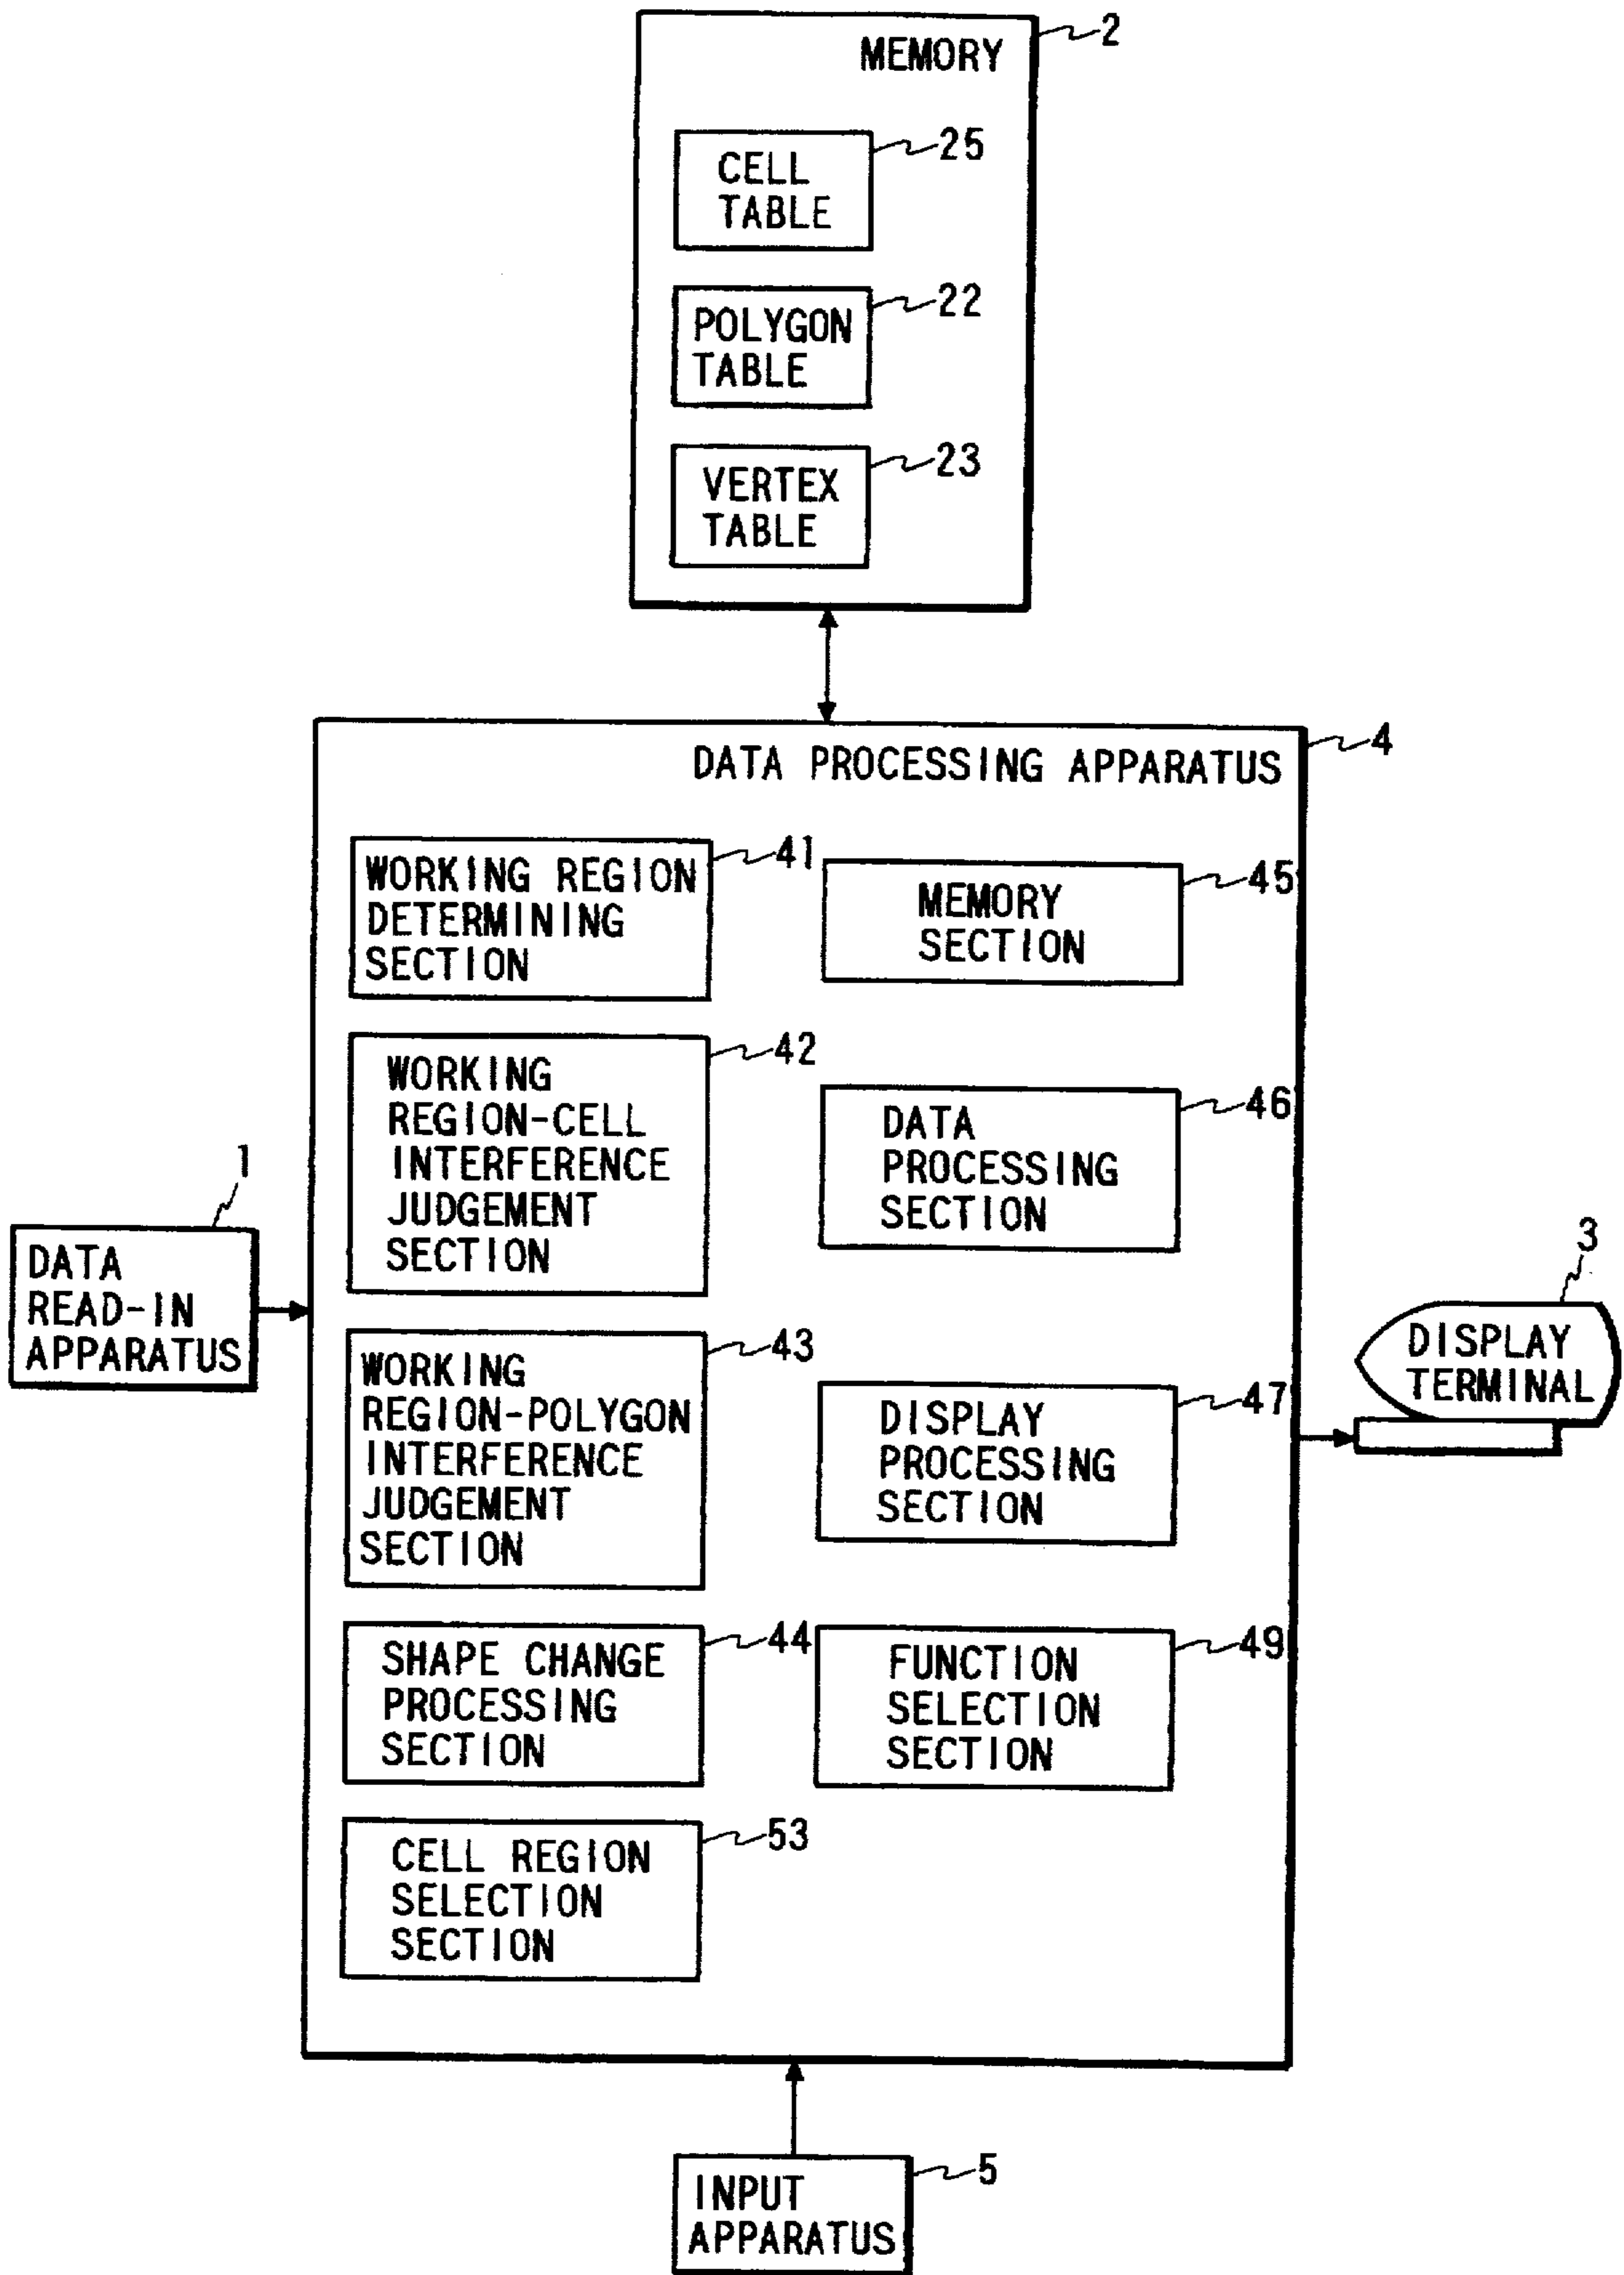 2
MEMORY
25
CELL
TABLE
22
POLYGON
TABLE
23
VERTEX
TABLE
4
DATA PROCESSING APPARATUS
41
WORKING REGION
DETERMINING
SECTION
45
MEMORY
SECTION
42
WORKING
REGION-CELL
INTERFERENCE
JUDGEMENT
SECTION
46
DATA
PROCESSING
SECTION
1
DATA
READ-IN
APPARATUS
3
DISPLAY
TERMINAL
43
WORKING
REGION-POLYGON
INTERFERENCE
JUDGEMENT
SECTION
47
DISPLAY
PROCESSING
SECTION
44
SHAPE CHANGE
PROCESSING
SECTION
49
FUNCTION
SELECTION
SECTION
53
CELL REGION
SELECTION
SECTION
5
INPUT
APPARATUS